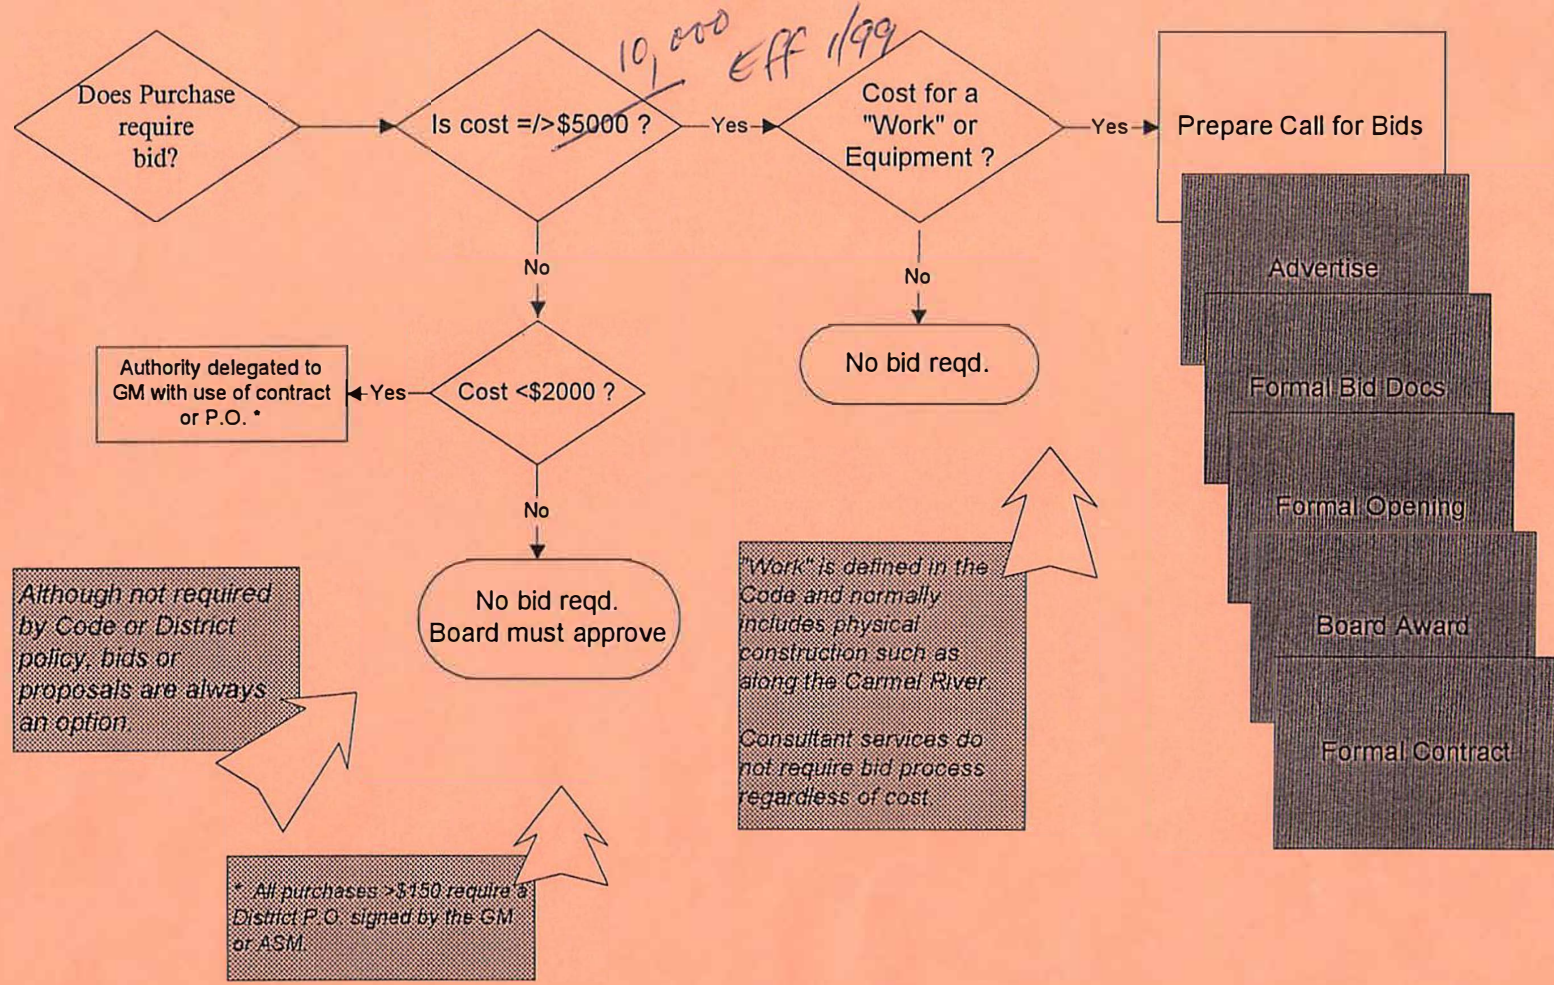 10,000 Eff 1/99
Does Purchase
require
bid?
Is cost =/>$5000 ?
Yes
Cost for a
"Work" or
Equipment ?
Yes
Prepare Call for Bids
Advertise
Formal Bid Docs
Formal Opening
Board Award
Formal Contract
No
No
No bid reqd.
Authority delegated to
GM with use of contract
or P.O. *
Yes
Cost <$2000 ?
No
No bid reqd.
Board must approve
Although not required
by Code or District
policy, bids or
proposals are always
an option.
"Work" is defined in the
Code and normally
includes physical
construction such as
along the Carmel River
Consultant services do
not require bid process
regardless of cost.
* All purchases >$150 require a
District P.O. signed by the GM
or ASM.